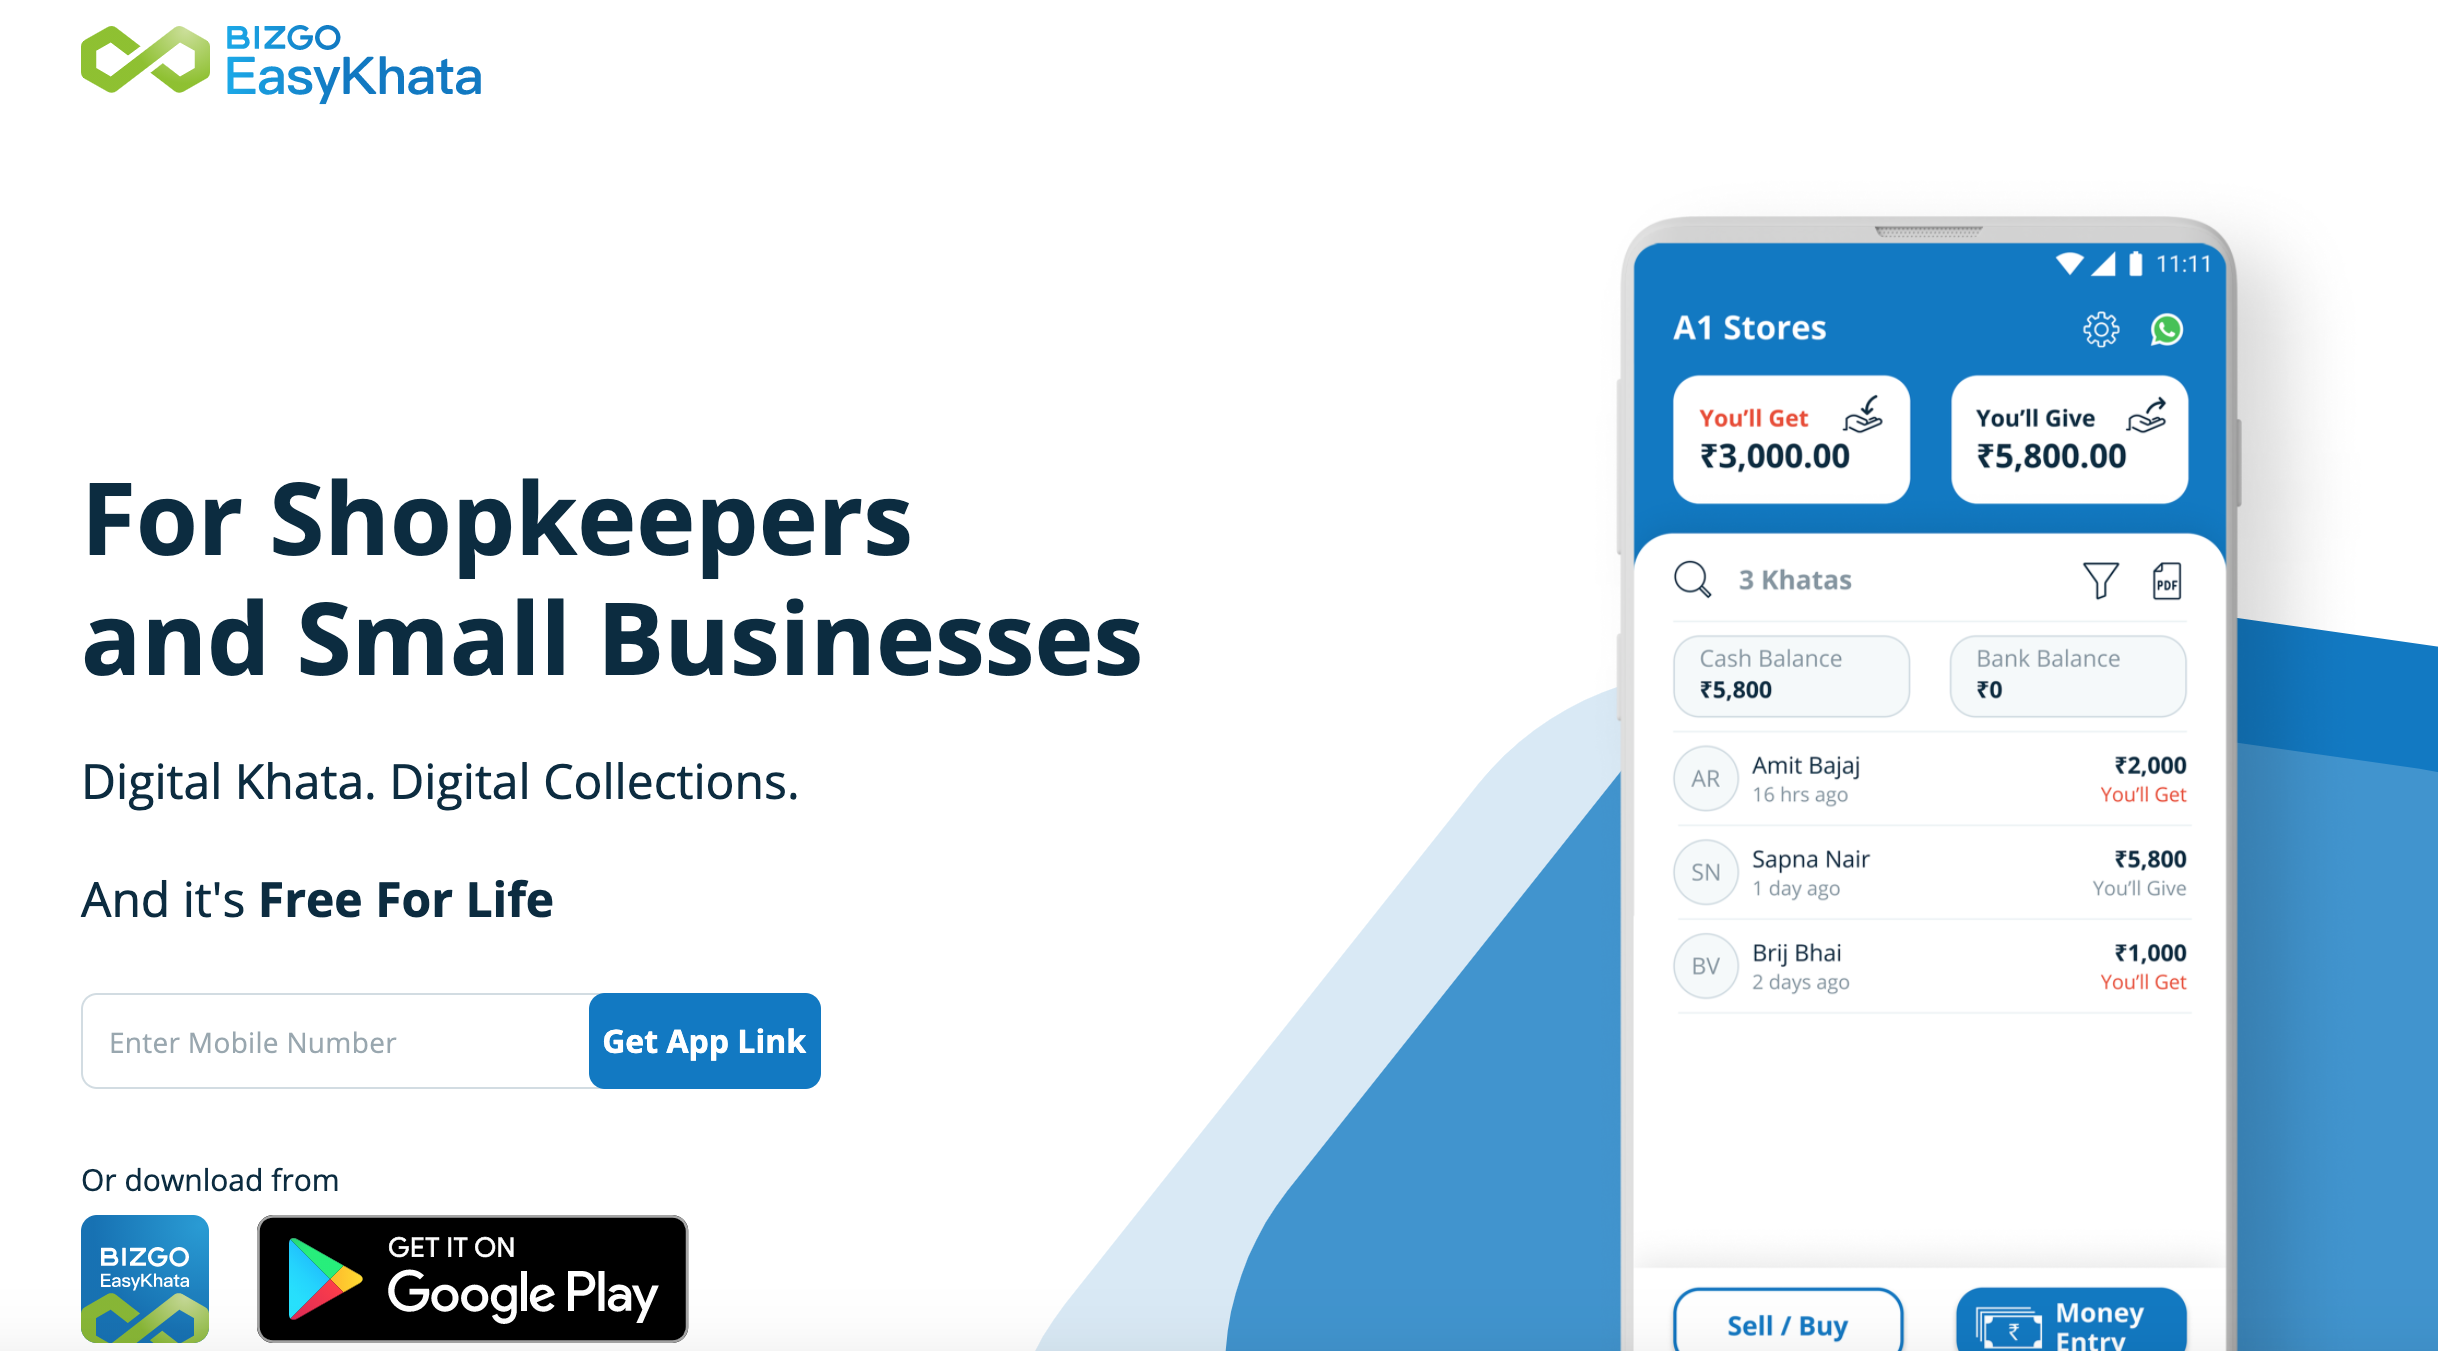 BIZGO
EasyKhata
For Shopkeepers
and Small Businesses
Digital Khata. Digital Collections.
And it's Free For Life
Enter Mobile Number
Get App Link
Or download from
BIZGO
EasyKhata
GET IT ON
Google Play
11:11
A1 Stores
You'll Get
₹3,000.00
You'll Give
₹5,800.00
3 Khatas
PDF
Cash Balance
₹5,800
Bank Balance
₹0
AR
Amit Bajaj
16 hrs ago
₹2,000
You'll Get
SN
Sapna Nair
1 day ago
₹5,800
You'll Give
BV
Brij Bhai
2 days ago
₹1,000
You'll Get
Sell / Buy
₹
Money
Entry